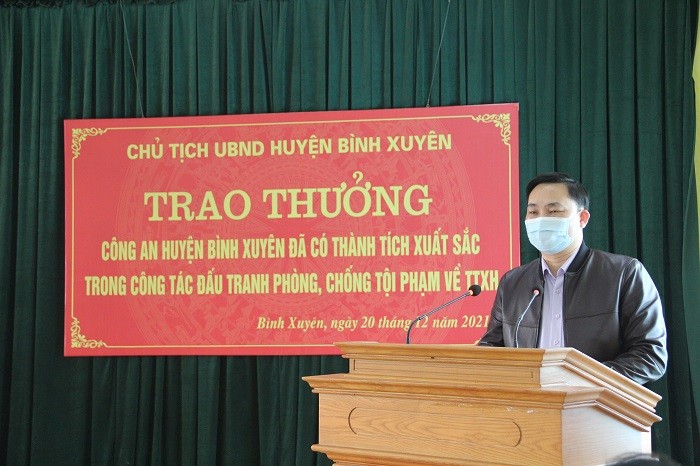 CHỦ TỊCH UBND HUYỆN BÌNH XUYÊN
TRAO THƯỞNG
CÔNG AN HUYỆN BÌNH XUYÊN ĐÃ CÓ THÀNH TÍCH XUẤT SẮC
TRONG CÔNG TÁC ĐẤU TRANH PHÒNG, CHỐNG TỘI PHẠM VỀ TTXH
Bình Xuyên, ngày 20 tháng 12 năm 2021